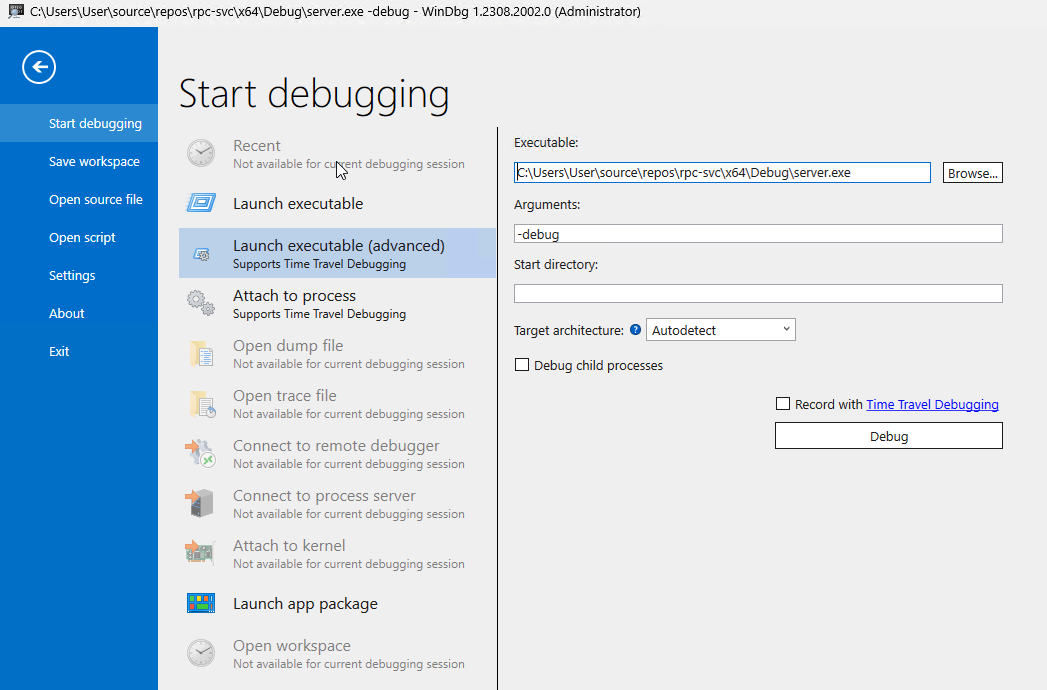 C:\Users\User\source\repos\rpc-svc\x64\Debug\server.exe -debug - WinDbg 1.2308.2002.0 (Administrator)
Start debugging
Save workspace
Open source file
Open script
Settings
About
Exit
Start debugging
Recent
Not available for current debugging session
Launch executable
Launch executable (advanced)
Supports Time Travel Debugging
Attach to process
Supports Time Travel Debugging
Open dump file
Not available for current debugging session
Open trace file
Not available for current debugging session
Connect to remote debugger
Not available for current debugging session
Connect to process server
Not available for current debugging session
Attach to kernel
Not available for current debugging session
Launch app package
Open workspace
Not available for current debugging session
Executable:
C:\Users\User\source\repos\rpc-svc\x64\Debug\server.exe
Browse...
Arguments:
-debug
Start directory:
Target architecture: ? Autodetect
Debug child processes
Record with Time Travel Debugging
Debug